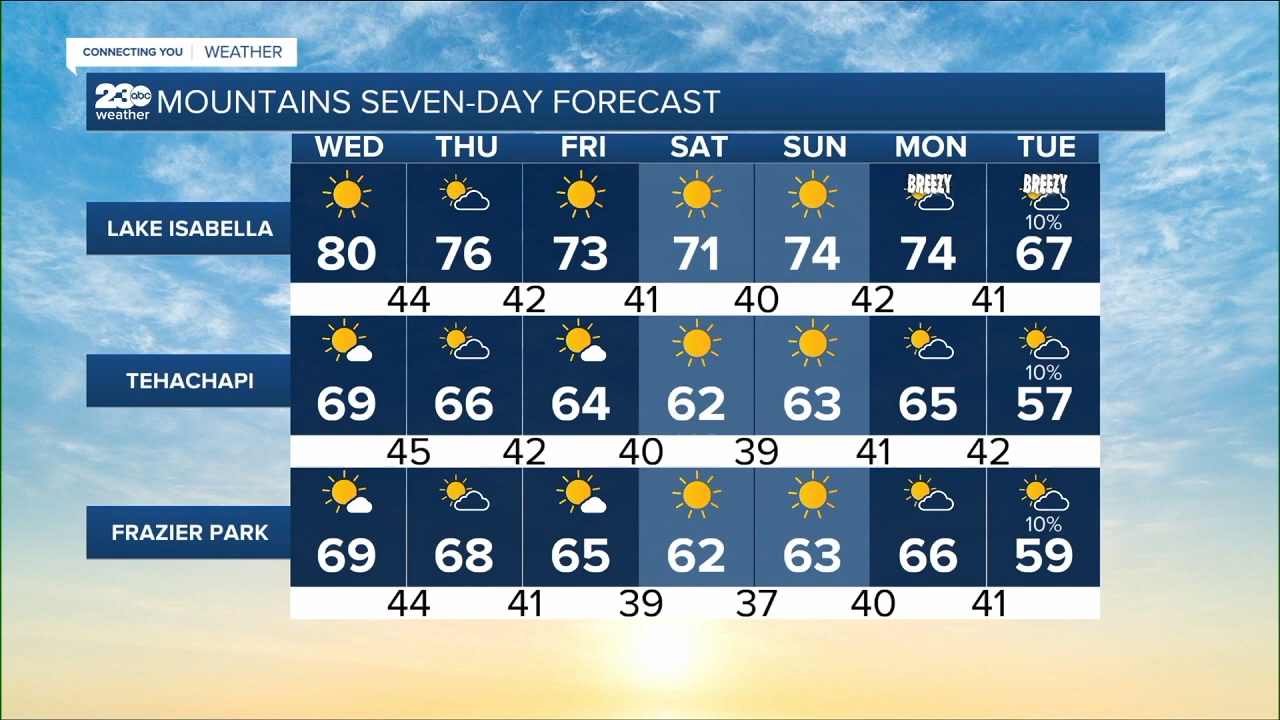 CONNECTING YOU | WEATHER
23 abc
weather
MOUNTAINS SEVEN-DAY FORECAST
WED THU FRI SAT SUN MON TUE
BREEZY BREEZY
10%
LAKE ISABELLA 80 76 73 71 74 74 67
44 42 41 40 42 41
10%
TEHACHAPI 69 66 64 62 63 65 57
45 42 40 39 41 42
10%
FRAZIER PARK 69 68 65 62 63 66 59
44 41 39 37 40 41